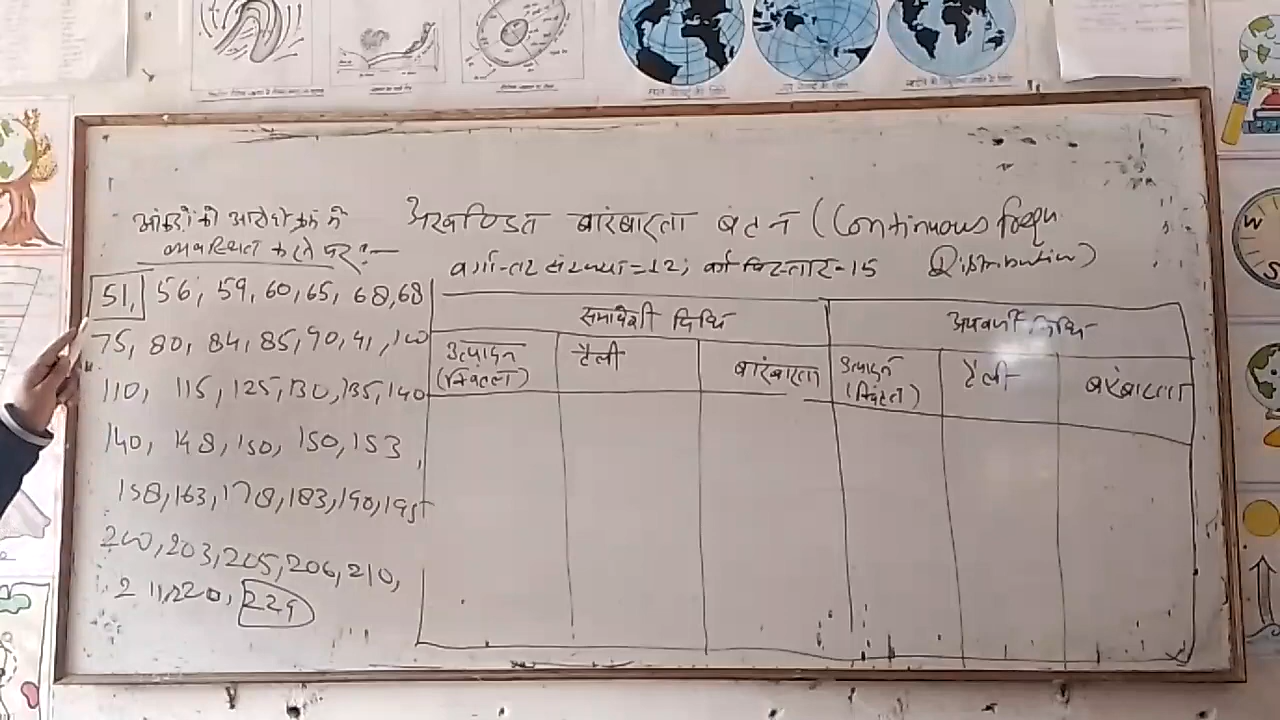 आंकड़ों को आरोही क्रम में
व्यवस्थित करने पर :—
51, 56, 59, 60, 65, 68, 68
75, 80, 84, 85, 90, 91, 100
110, 115, 125, 130, 135, 140
140, 148, 150, 150, 153
158, 163, 178, 183, 190, 195
200, 203, 205, 206, 210,
211, 220, 229
अखण्डित बारंबारता बंटन (Continuous frequ.
Distribution)
वर्गान्तर संख्या = 12; वर्ग विस्तार = 15
समावेशी विधि
अपवर्जी विधि
उत्पादन (क्विंटल) टैली बारंबारता
उत्पादन (क्विंटल) टैली बारंबारता